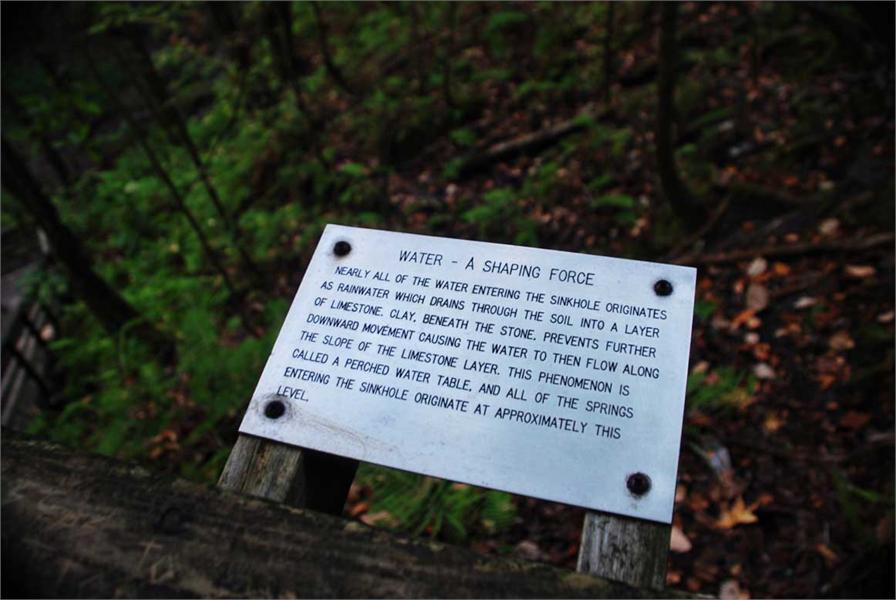 WATER - A SHAPING FORCE
NEARLY ALL OF THE WATER ENTERING THE SINKHOLE ORIGINATES
AS RAINWATER WHICH DRAINS THROUGH THE SOIL INTO A LAYER
OF LIMESTONE. CLAY, BENEATH THE STONE, PREVENTS FURTHER
DOWNWARD MOVEMENT CAUSING THE WATER TO THEN FLOW ALONG
THE SLOPE OF THE LIMESTONE LAYER. THIS PHENOMENON IS
CALLED A PERCHED WATER TABLE, AND ALL OF THE SPRINGS
ENTERING THE SINKHOLE ORIGINATE AT APPROXIMATELY THIS
LEVEL.